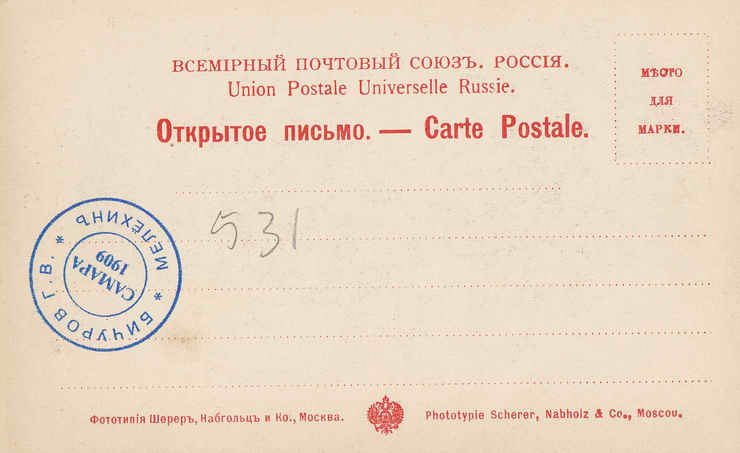 ВСЕМІРНЫЙ ПОЧТОВЫЙ СОЮЗЪ. РОССІЯ.
Union Postale Universelle Russie.
Открытое письмо. — Carte Postale.
МѢСТО
ДЛЯ
МАРКИ.
531
МЕЛЕХИНЪ * БИЧУРОВ Г.В. *
САМАРА
1909
Фототипія Шереръ, Набгольцъ и Ко., Москва.
Phototypie Scherer, Nabholz & Co., Moscou.